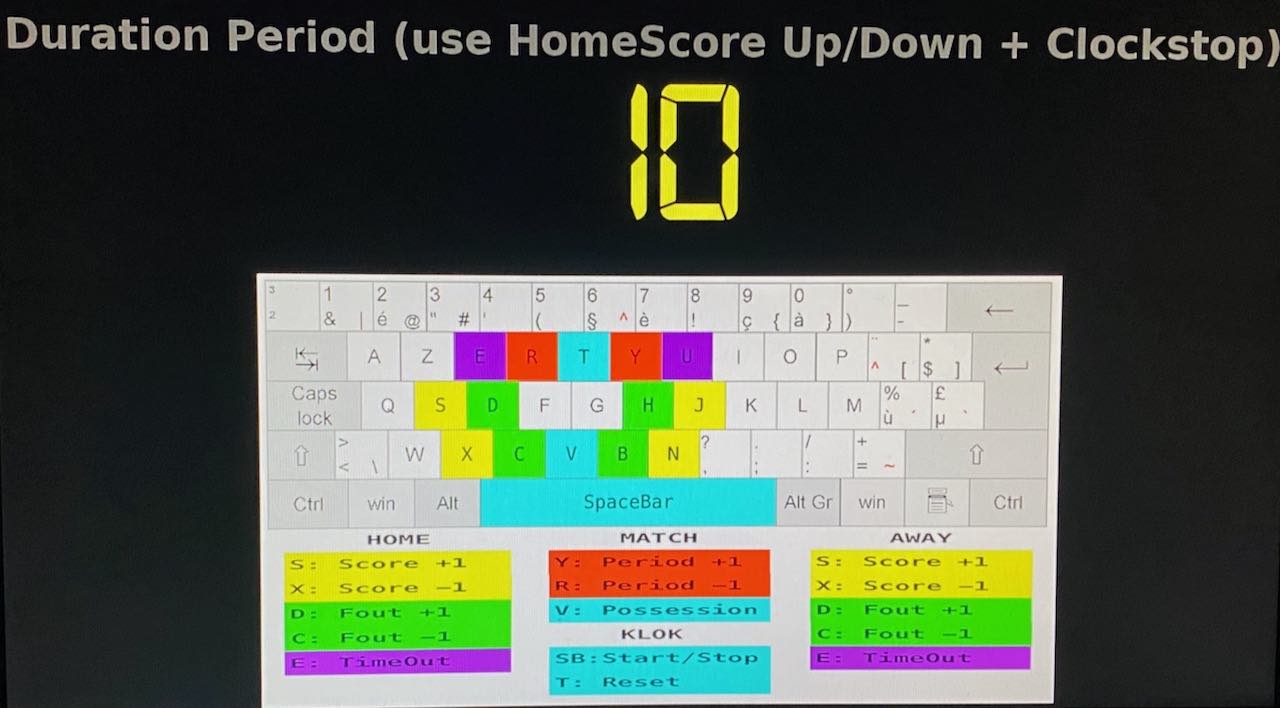 Duration Period (use HomeScore Up/Down + Clockstop)
10
3 1 2 3 4 5 6 7 8 9 0 ° _
2 & | é @ " # ' ( § ^ è ! ç { à } ) -
A Z E R T Y U I O P ¨ ^ [ * $ ]
Caps lock Q S D F G H J K L M % ù ´ £ µ `
> < \ W X C V B N ? , . ; / : + = ~
Ctrl win Alt SpaceBar Alt Gr win Ctrl
HOME
S: Score +1
X: Score -1
D: Fout +1
C: Fout -1
E: TimeOut
MATCH
Y: Period +1
R: Period -1
V: Possession
KLOK
SB:Start/Stop
T: Reset
AWAY
S: Score +1
X: Score -1
D: Fout +1
C: Fout -1
E: TimeOut